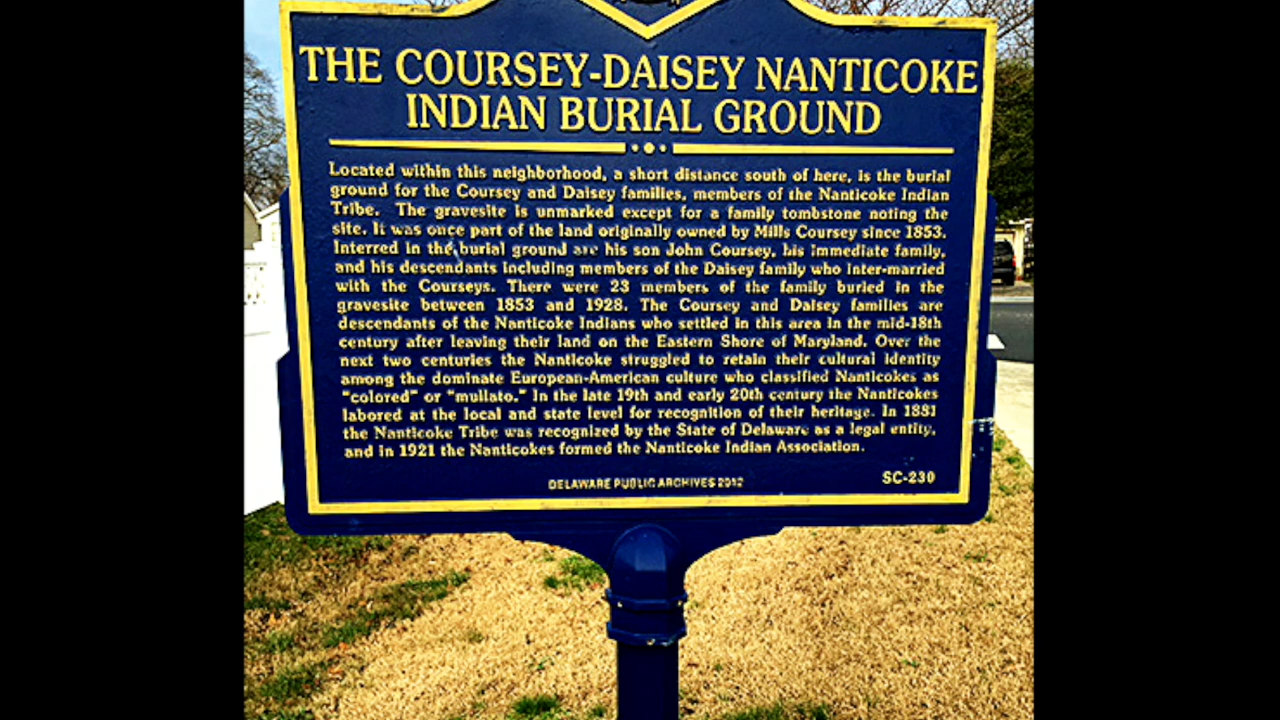 THE COURSEY-DAISEY NANTICOKE
INDIAN BURIAL GROUND
Located within this neighborhood, a short distance south of here, is the burial
ground for the Coursey and Daisey families, members of the Nanticoke Indian
Tribe. The gravesite is unmarked except for a family tombstone noting the
site. It was once part of the land originally owned by Mills Coursey since 1853.
Interred in the burial ground are his son John Coursey, his immediate family,
and his descendants including members of the Daisey family who inter-married
with the Courseys. There were 23 members of the family buried in the
gravesite between 1853 and 1928. The Coursey and Daisey families are
descendants of the Nanticoke Indians who settled in this area in the mid-18th
century after leaving their land on the Eastern Shore of Maryland. Over the
next two centuries the Nanticoke struggled to retain their cultural identity
among the dominate European-American culture who classified Nanticokes as
"colored" or "mullato." In the late 19th and early 20th century the Nanticokes
labored at the local and state level for recognition of their heritage. In 1881
the Nanticoke Tribe was recognized by the State of Delaware as a legal entity,
and in 1921 the Nanticokes formed the Nanticoke Indian Association.
DELAWARE PUBLIC ARCHIVES 2012
SC-230